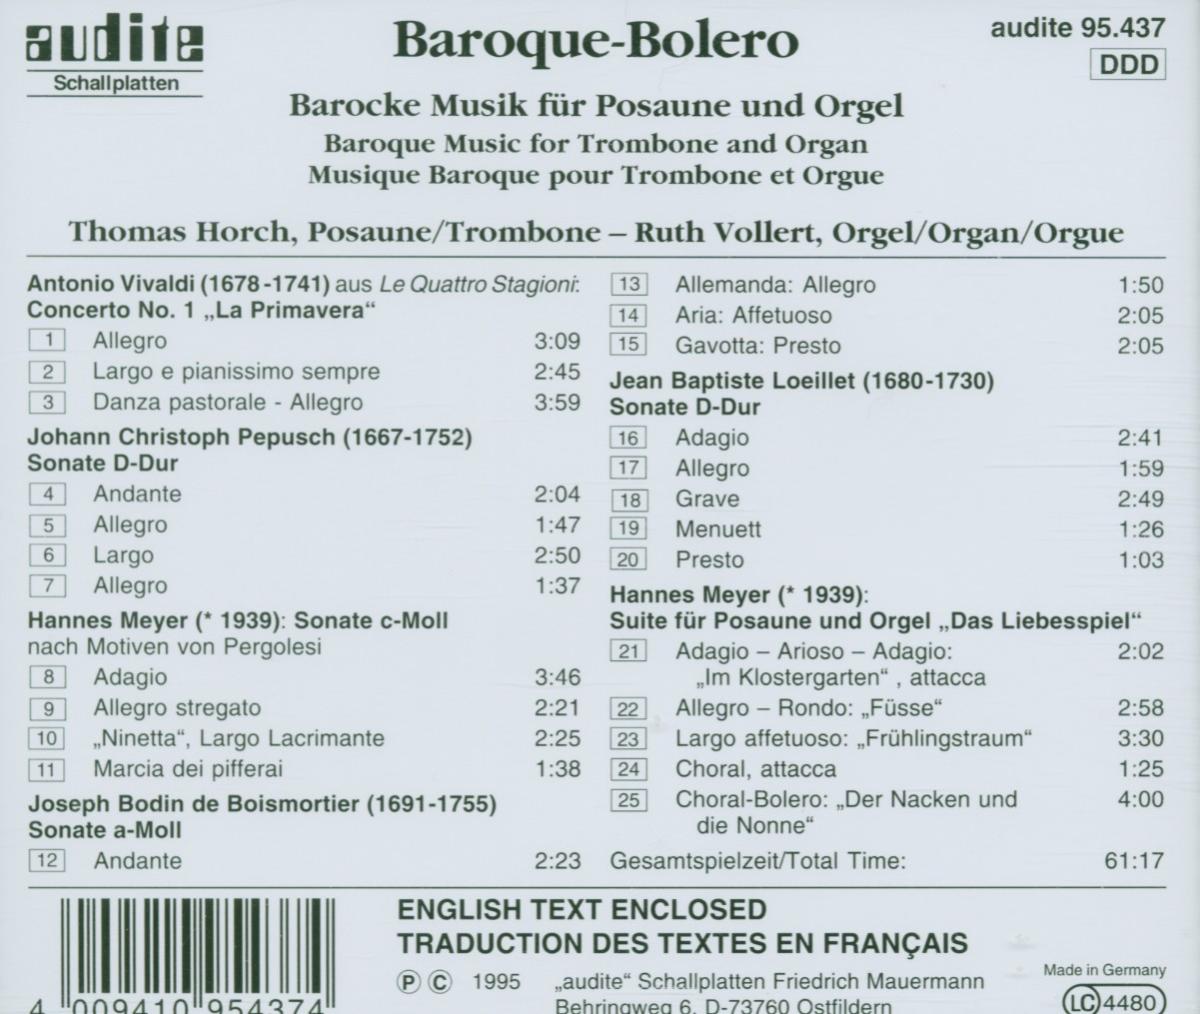 audite
Schallplatten
Baroque-Bolero
audite 95.437
DDD
Barocke Musik für Posaune und Orgel
Baroque Music for Trombone and Organ
Musique Baroque pour Trombone et Orgue
Thomas Horch, Posaune/Trombone – Ruth Vollert, Orgel/Organ/Orgue
Antonio Vivaldi (1678-1741) aus Le Quattro Stagioni:
Concerto No. 1 „La Primavera“
1 Allegro 3:09
2 Largo e pianissimo sempre 2:45
3 Danza pastorale - Allegro 3:59
Johann Christoph Pepusch (1667-1752)
Sonate D-Dur
4 Andante 2:04
5 Allegro 1:47
6 Largo 2:50
7 Allegro 1:37
Hannes Meyer (* 1939): Sonate c-Moll
nach Motiven von Pergolesi
8 Adagio 3:46
9 Allegro stregato 2:21
10 „Ninetta“, Largo Lacrimante 2:25
11 Marcia dei pifferai 1:38
Joseph Bodin de Boismortier (1691-1755)
Sonate a-Moll
12 Andante 2:23
13 Allemanda: Allegro 1:50
14 Aria: Affetuoso 2:05
15 Gavotta: Presto 2:05
Jean Baptiste Loeillet (1680-1730)
Sonate D-Dur
16 Adagio 2:41
17 Allegro 1:59
18 Grave 2:49
19 Menuett 1:26
20 Presto 1:03
Hannes Meyer (* 1939):
Suite für Posaune und Orgel „Das Liebesspiel“
21 Adagio – Arioso – Adagio: 2:02
„Im Klostergarten“ , attacca
22 Allegro – Rondo: „Füsse“ 2:58
23 Largo affetuoso: „Frühlingstraum“ 3:30
24 Choral, attacca 1:25
25 Choral-Bolero: „Der Nacken und 4:00
die Nonne“
Gesamtspielzeit/Total Time: 61:17
4 009410 954374
ENGLISH TEXT ENCLOSED
TRADUCTION DES TEXTES EN FRANÇAIS
Ⓟ Ⓒ 1995 „audite“ Schallplatten Friedrich Mauermann
Behringweg 6, D-73760 Ostfildern
Made in Germany
LC 4480